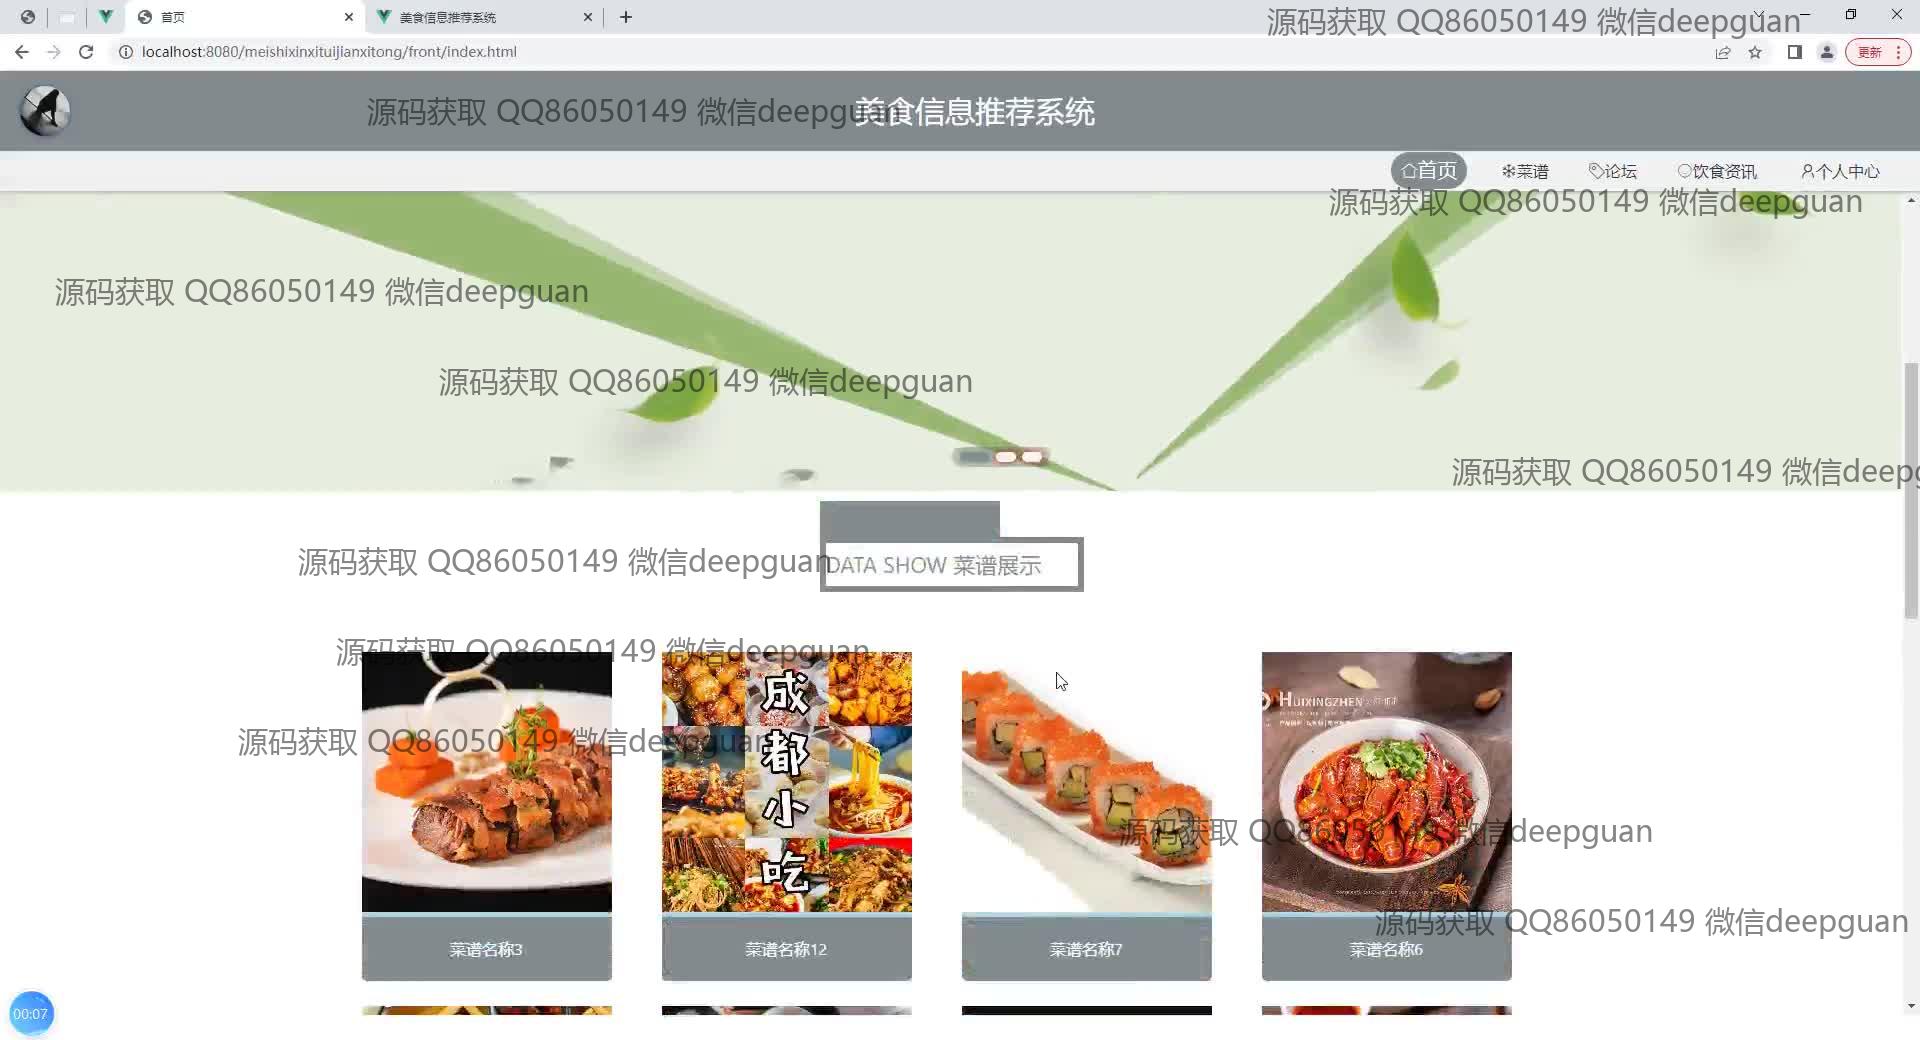 首页
美食信息推荐系统
源码获取 QQ86050149 微信deepguan
localhost:8080/meishixinxituijianxitong/front/index.html
更新
源码获取 QQ86050149 微信deepguan
美食信息推荐系统
首页
菜谱
论坛
饮食资讯
个人中心
源码获取 QQ86050149 微信deepguan
源码获取 QQ86050149 微信deepguan
源码获取 QQ86050149 微信deepguan
源码获取 QQ86050149 微信deepg
源码获取 QQ86050149 微信deepguan
DATA SHOW 菜谱展示
源码获取 QQ86050149 微信deepguan
HUIXINGZHEN
成都小吃
源码获取 QQ86050149 微信deepguan
源码获取 QQ86050149 微信deepguan
源码获取 QQ86050149 微信deepguan
菜谱名称3
菜谱名称12
菜谱名称7
菜谱名称6
00:07